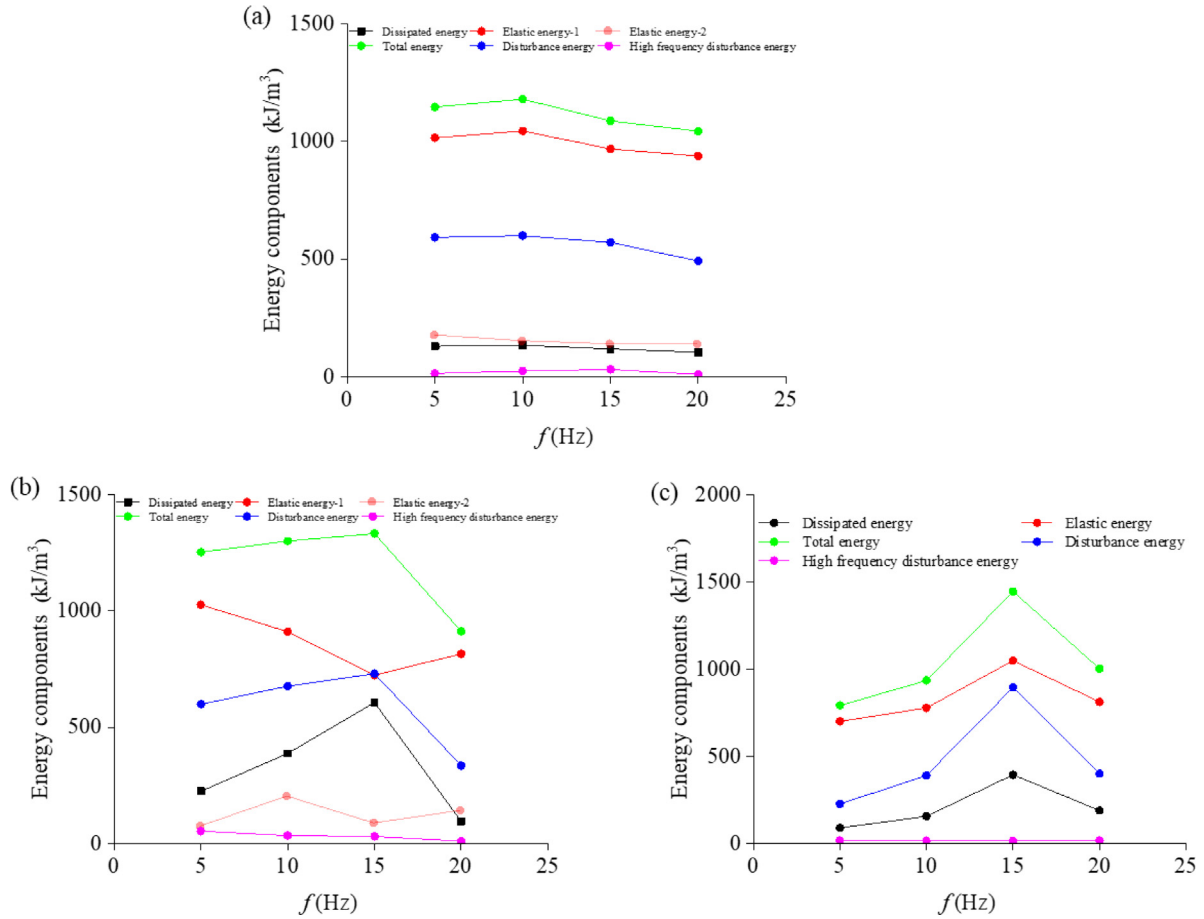 (a)
Energy components (kJ/m³)
1500
1000
500
0
Dissipated energy Elastic energy-1 Elastic energy-2
Total energy Disturbance energy High frequency disturbance energy
0 5 10 15 20 25
f(Hz)
(b)
Energy components (kJ/m³)
1500
1000
500
0
Dissipated energy Elastic energy-1 Elastic energy-2
Total energy Disturbance energy High frequency disturbance energy
0 5 10 15 20 25
f(Hz)
(c)
Energy components (kJ/m³)
2000
1500
1000
500
0
Dissipated energy Elastic energy
Total energy Disturbance energy
High frequency disturbance energy
0 5 10 15 20 25
f(Hz)